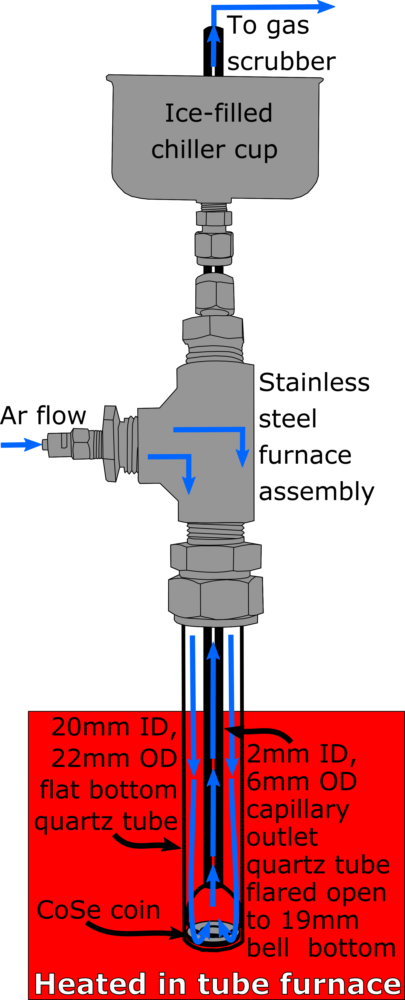 To gas
scrubber
Ice-filled
chiller cup
Ar flow
Stainless
steel
furnace
assembly
20mm ID,
22mm OD
flat bottom
quartz tube
2mm ID,
6mm OD
capillary
outlet
quartz tube
flared open
to 19mm
bell bottom
CoSe coin
Heated in tube furnace